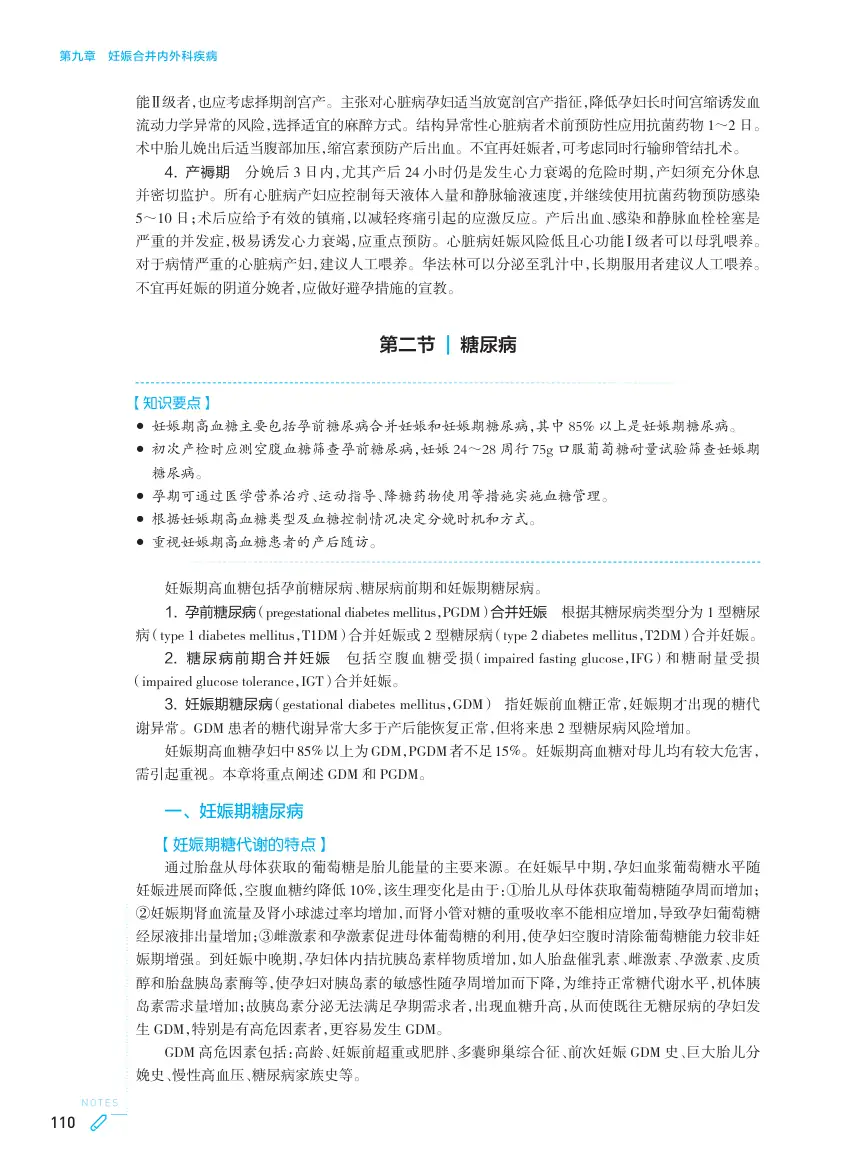 第九章 妊娠合并内外科疾病
能Ⅱ级者,也应考虑择期剖宫产。主张对心脏病孕妇适当放宽剖宫产指征,降低孕妇长时间宫缩诱发血
流动力学异常的风险,选择适宜的麻醉方式。结构异常性心脏病者术前预防性应用抗菌药物 1~2 日。
术中胎儿娩出后适当腹部加压,缩宫素预防产后出血。不宜再妊娠者,可考虑同时行输卵管结扎术。
4. 产褥期 分娩后 3 日内,尤其产后 24 小时仍是发生心力衰竭的危险时期,产妇须充分休息
并密切监护。所有心脏病产妇应控制每天液体入量和静脉输液速度,并继续使用抗菌药物预防感染
5~10 日;术后应给予有效的镇痛,以减轻疼痛引起的应激反应。产后出血、感染和静脉血栓栓塞是
严重的并发症,极易诱发心力衰竭,应重点预防。心脏病妊娠风险低且心功能Ⅰ级者可以母乳喂养。
对于病情严重的心脏病产妇,建议人工喂养。华法林可以分泌至乳汁中,长期服用者建议人工喂养。
不宜再妊娠的阴道分娩者,应做好避孕措施的宣教。
第二节 | 糖尿病
【知识要点】
● 妊娠期高血糖主要包括孕前糖尿病合并妊娠和妊娠期糖尿病,其中 85% 以上是妊娠期糖尿病。
● 初次产检时应测空腹血糖筛查孕前糖尿病,妊娠 24~28 周行 75g 口服葡萄糖耐量试验筛查妊娠期
糖尿病。
● 孕期可通过医学营养治疗、运动指导、降糖药物使用等措施实施血糖管理。
● 根据妊娠期高血糖类型及血糖控制情况决定分娩时机和方式。
● 重视妊娠期高血糖患者的产后随访。
妊娠期高血糖包括孕前糖尿病、糖尿病前期和妊娠期糖尿病。
1. 孕前糖尿病(pregestational diabetes mellitus,PGDM)合并妊娠 根据其糖尿病类型分为 1 型糖尿
病(type 1 diabetes mellitus,T1DM)合并妊娠或 2 型糖尿病(type 2 diabetes mellitus,T2DM)合并妊娠。
2. 糖尿病前期合并妊娠 包括空腹血糖受损(impaired fasting glucose,IFG)和糖耐量受损
(impaired glucose tolerance,IGT)合并妊娠。
3. 妊娠期糖尿病(gestational diabetes mellitus,GDM) 指妊娠前血糖正常,妊娠期才出现的糖代
谢异常。GDM 患者的糖代谢异常大多于产后能恢复正常,但将来患 2 型糖尿病风险增加。
妊娠期高血糖孕妇中85%以上为GDM,PGDM者不足15%。妊娠期高血糖对母儿均有较大危害,
需引起重视。本章将重点阐述 GDM 和 PGDM。
一、妊娠期糖尿病
【妊娠期糖代谢的特点】
通过胎盘从母体获取的葡萄糖是胎儿能量的主要来源。在妊娠早中期,孕妇血浆葡萄糖水平随
妊娠进展而降低,空腹血糖约降低 10%,该生理变化是由于:①胎儿从母体获取葡萄糖随孕周而增加;
②妊娠期肾血流量及肾小球滤过率均增加,而肾小管对糖的重吸收率不能相应增加,导致孕妇葡萄糖
经尿液排出量增加;③雌激素和孕激素促进母体葡萄糖的利用,使孕妇空腹时清除葡萄糖能力较非妊
娠期增强。到妊娠中晚期,孕妇体内拮抗胰岛素样物质增加,如人胎盘催乳素、雌激素、孕激素、皮质
醇和胎盘胰岛素酶等,使孕妇对胰岛素的敏感性随孕周增加而下降,为维持正常糖代谢水平,机体胰
岛素需求量增加;故胰岛素分泌无法满足孕期需求者,出现血糖升高,从而使既往无糖尿病的孕妇发
生 GDM,特别是有高危因素者,更容易发生 GDM。
GDM 高危因素包括:高龄、妊娠前超重或肥胖、多囊卵巢综合征、前次妊娠 GDM 史、巨大胎儿分
娩史、慢性高血压、糖尿病家族史等。
NOTES
110